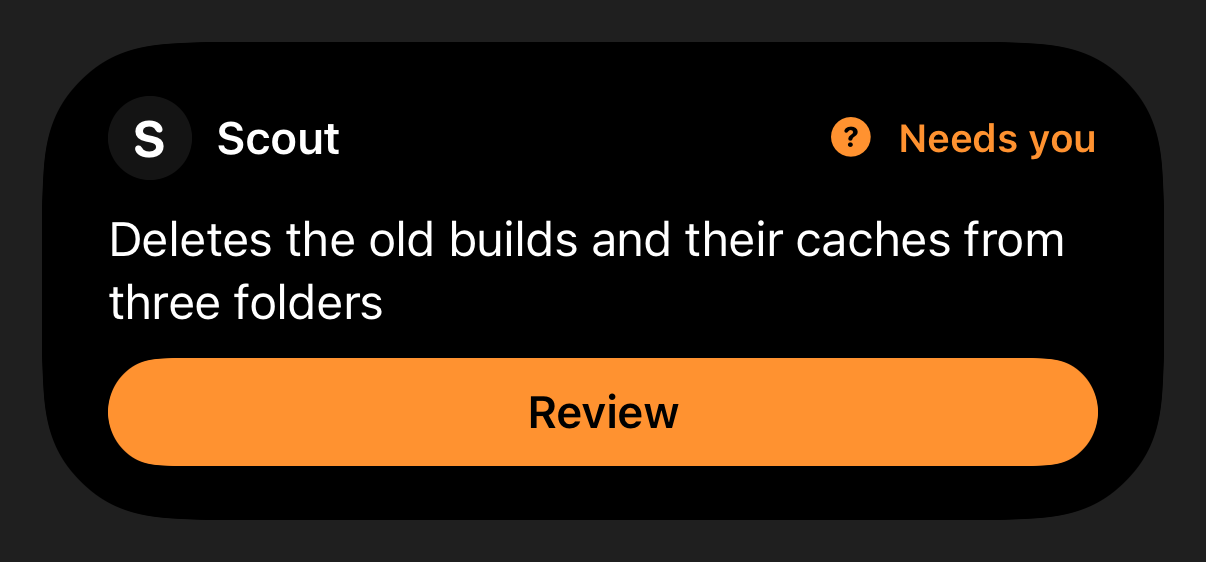 S Scout
? Needs you
Deletes the old builds and their caches from
three folders
Review